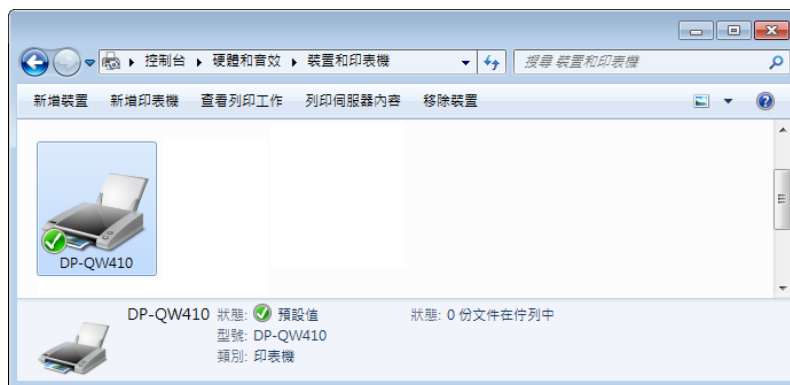 控制台 ▸ 硬體和音效 ▸ 裝置和印表機
搜尋 裝置和印表機
新增裝置 新增印表機 查看列印工作 列印伺服器內容 移除裝置
DP-QW410
DP-QW410 狀態: 預設值 狀態: 0 份文件在佇列中
型號: DP-QW410
類別: 印表機